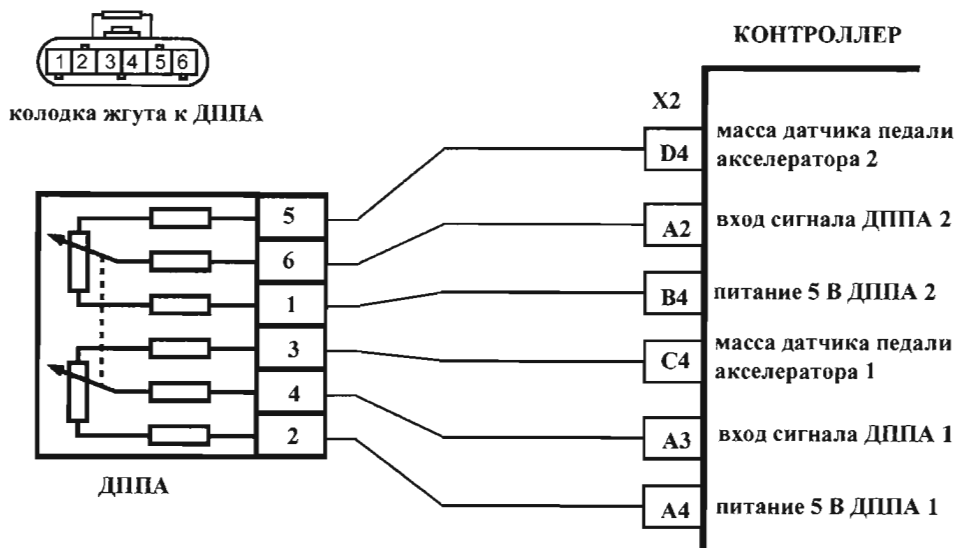 КОНТРОЛЛЕР
1 2 3 4 5 6
колодка жгута к ДППА
X2
D4 масса датчика педали
акселератора 2
5
A2 вход сигнала ДППА 2
6
B4 питание 5 В ДППА 2
1
C4 масса датчика педали
акселератора 1
3
4
A3 вход сигнала ДППА 1
2
A4 питание 5 В ДППА 1
ДППА